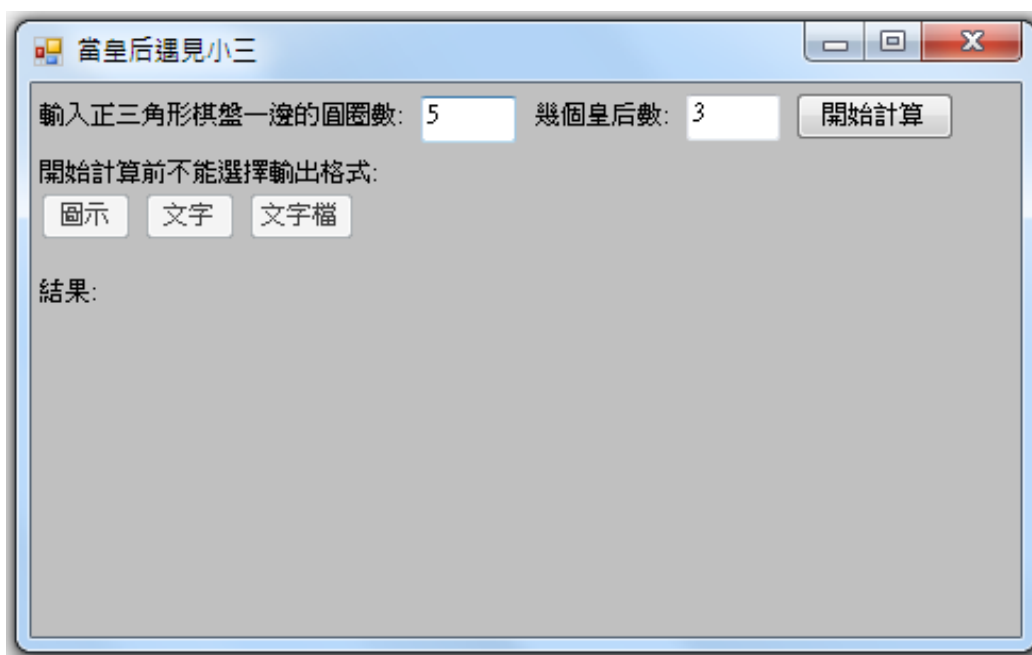 當皇后遇見小三
輸入正三角形棋盤一邊的圓圈數: 5 幾個皇后數: 3 開始計算
開始計算前不能選擇輸出格式:
圖示 文字 文字檔
結果: